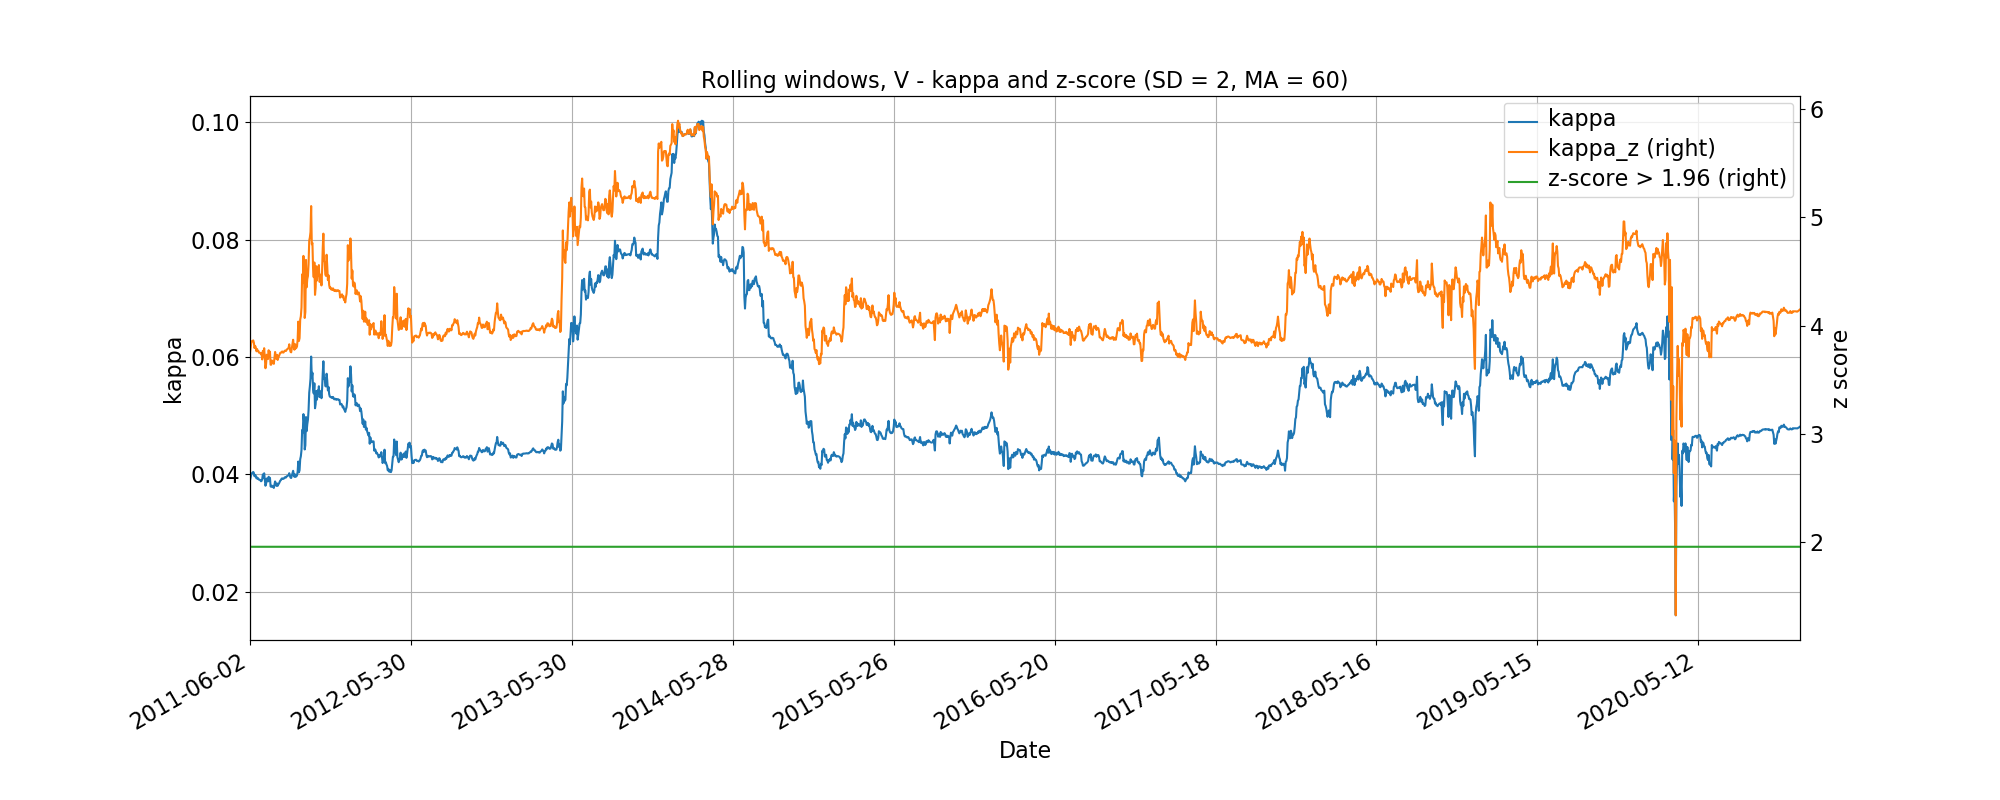 Rolling windows, V - kappa and z-score (SD = 2, MA = 60)
kappa
kappa_z (right)
z-score > 1.96 (right)
0.10
0.08
0.06
0.04
0.02
kappa
6
5
4
3
2
z score
2011-06-02
2012-05-30
2013-05-30
2014-05-28
2015-05-26
2016-05-20
2017-05-18
2018-05-16
2019-05-15
2020-05-12
Date